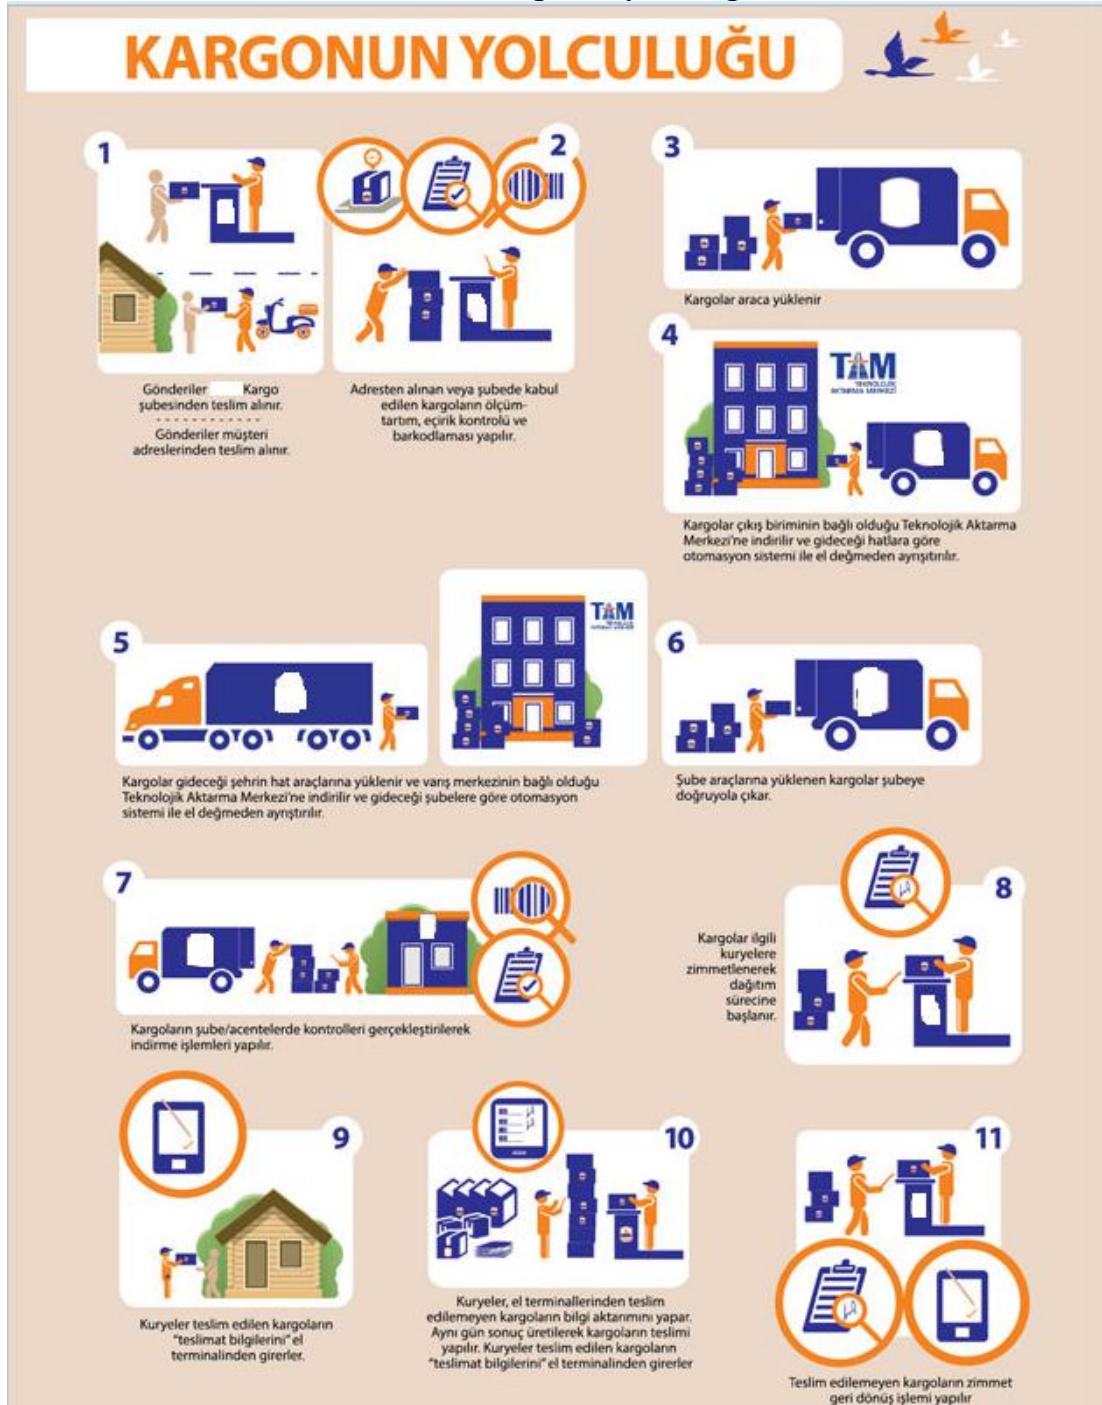 KARGONUN YOLCULUĞU
1
Gönderiler Kargo
şubesinden teslim alınır.
Gönderiler müşteri
adreslerinden teslim alınır.
2
Adresten alınan veya şubede kabul
edilen kargoların ölçüm-
tartım, eçirik kontrolü ve
barkodlaması yapılır.
3
Kargolar araca yüklenir
4
TAM
TEKNOLOJİK
AKTARMA MERKEZİ
Kargolar çıkış biriminin bağlı olduğu Teknolojik Aktarma
Merkezi'ne indirilir ve gideceği hatlara göre
otomasyon sistemi ile el değmeden ayrışıtırılır.
5
TAM
Kargolar gideceği şehrin hat araçlarına yüklenir ve varış merkezinin bağlı olduğu
Teknolojik Aktarma Merkezi'ne indirilir ve gideceği şubelere göre otomasyon
sistemi ile el değmeden ayrıştırılır.
6
Şube araçlarına yüklenen kargolar şubeye
doğruyola çıkar.
7
Kargoların şube/acentelerde kontrolleri gerçekleştirilerek
indirme işlemleri yapılır.
8
Kargolar ilgili
kuryelere
zimmetlenerek
dağıtım
sürecine
başlanır.
9
Kuryeler teslim edilen kargoların
"teslimat bilgilerini" el
terminalinden girerler.
10
Kuryeler, el terminallerinden teslim
edilemeyen kargoların bilgi aktarımını yapar.
Aynı gün sonuç üretilerek kargoların teslimi
yapılır. Kuryeler teslim edilen kargoların
"teslimat bilgilerini" el terminalinden girerler
11
Teslim edilemeyen kargoların zimmet
geri dönüş işlemi yapılır